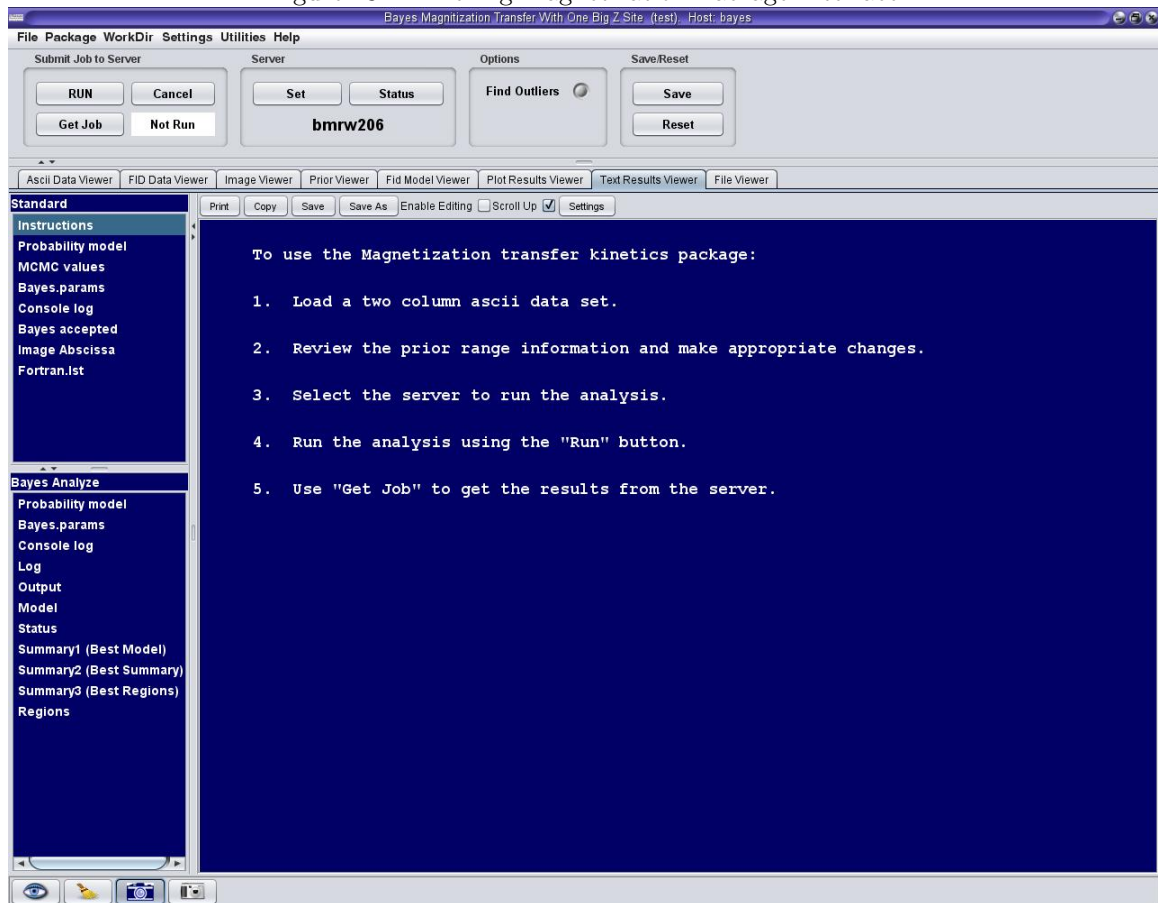 Bayes Magnitization Transfer With One Big Z Site (test). Host: bayes
File Package WorkDir Settings Utilities Help
Submit Job to Server
Server
Options
Save/Reset
RUN
Cancel
Set
Status
Find Outliers
Save
Get Job
Not Run
bmrw206
Reset
Ascii Data Viewer
FID Data Viewer
Image Viewer
Prior Viewer
Fid Model Viewer
Plot Results Viewer
Text Results Viewer
File Viewer
Standard
Instructions
Probability model
MCMC values
Bayes.params
Console log
Bayes accepted
Image Abscissa
Fortran.lst
Bayes Analyze
Probability model
Bayes.params
Console log
Log
Output
Model
Status
Summary1 (Best Model)
Summary2 (Best Summary)
Summary3 (Best Regions)
Regions
Print
Copy
Save
Save As
Enable Editing
Scroll Up
Settings
To use the Magnetization transfer kinetics package:
1. Load a two column ascii data set.
2. Review the prior range information and make appropriate changes.
3. Select the server to run the analysis.
4. Run the analysis using the "Run" button.
5. Use "Get Job" to get the results from the server.